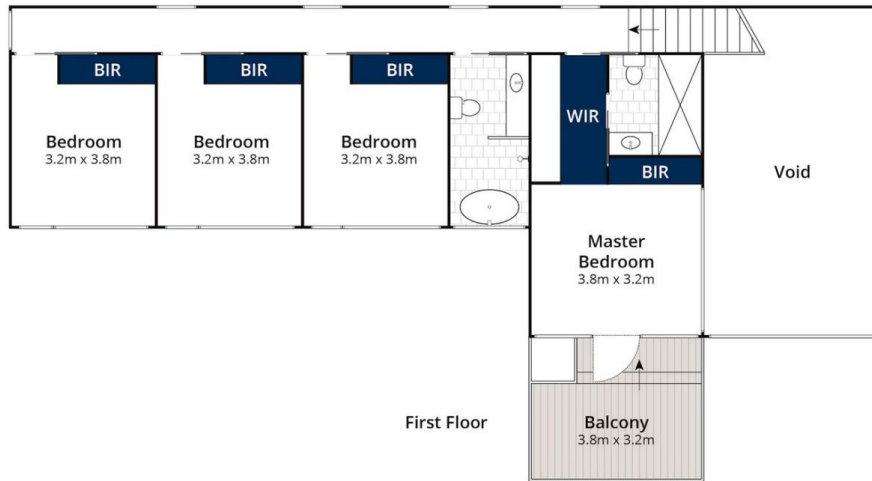 BIR
BIR
BIR
Bedroom
3.2m x 3.8m
Bedroom
3.2m x 3.8m
Bedroom
3.2m x 3.8m
WIR
BIR
Void
Master
Bedroom
3.8m x 3.2m
First Floor
Balcony
3.8m x 3.2m